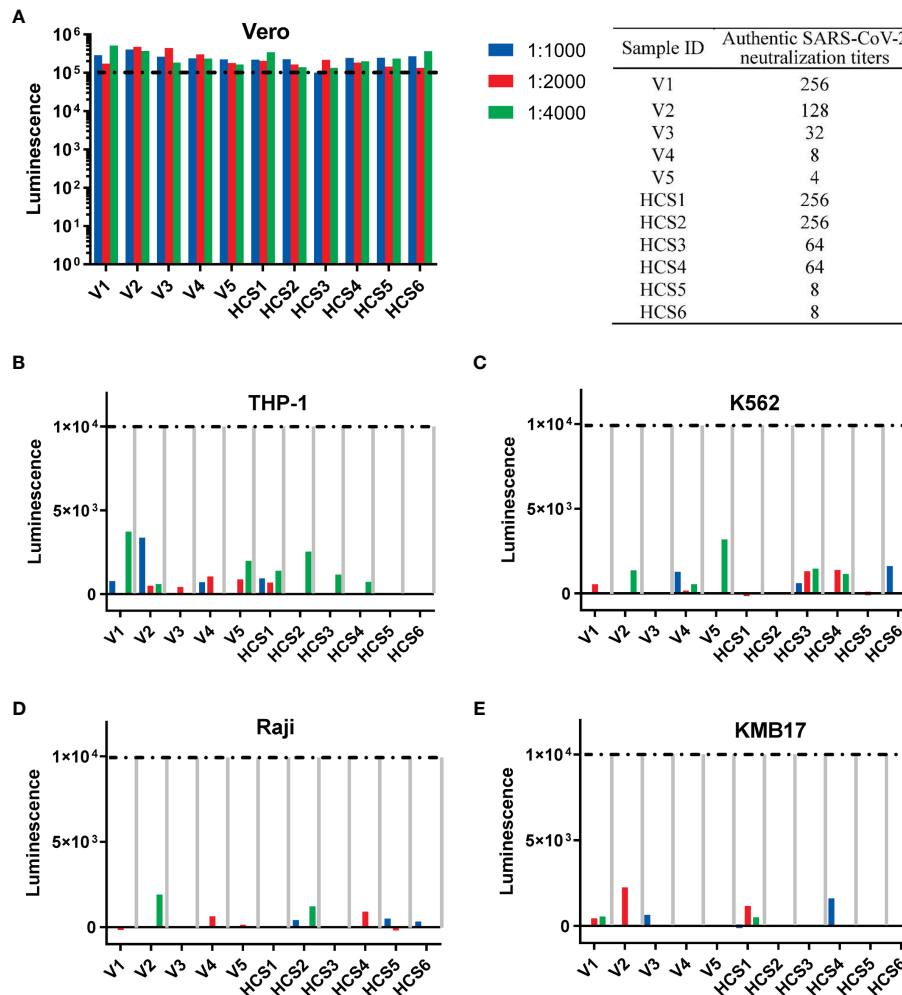 A
Vero
Luminescence
10⁶
10⁵
10⁴
10³
10²
10¹
10⁰
V1 V2 V3 V4 V5 HCS1 HCS2 HCS3 HCS4 HCS5 HCS6
1:1000
1:2000
1:4000
Sample ID Authentic SARS-CoV-2 neutralization titers
V1 256
V2 128
V3 32
V4 8
V5 4
HCS1 256
HCS2 256
HCS3 64
HCS4 64
HCS5 8
HCS6 8
B
THP-1
Luminescence
1×10⁴
5×10³
0
V1 V2 V3 V4 V5 HCS1 HCS2 HCS3 HCS4 HCS5 HCS6
C
K562
Luminescence
1×10⁴
5×10³
0
V1 V2 V3 V4 V5 HCS1 HCS2 HCS3 HCS4 HCS5 HCS6
D
Raji
Luminescence
1×10⁴
5×10³
0
V1 V2 V3 V4 V5 HCS1 HCS2 HCS3 HCS4 HCS5 HCS6
E
KMB17
Luminescence
1×10⁴
5×10³
0
V1 V2 V3 V4 V5 HCS1 HCS2 HCS3 HCS4 HCS5 HCS6